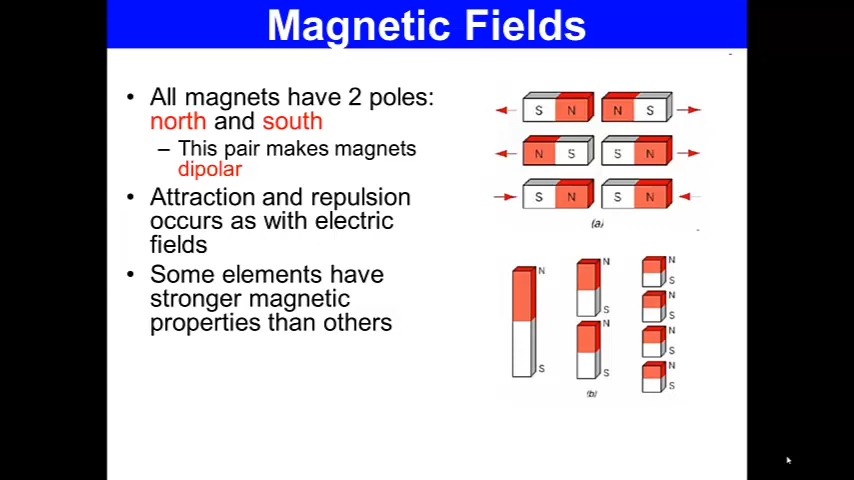 Magnetic Fields
• All magnets have 2 poles:
north and south
– This pair makes magnets
dipolar
• Attraction and repulsion
occurs as with electric
fields
• Some elements have
stronger magnetic
properties than others
S N N S
N S S N
S N S N
(a)
N
S
N
S
N
S
N
S
N
S
N
S
N
S
(b)